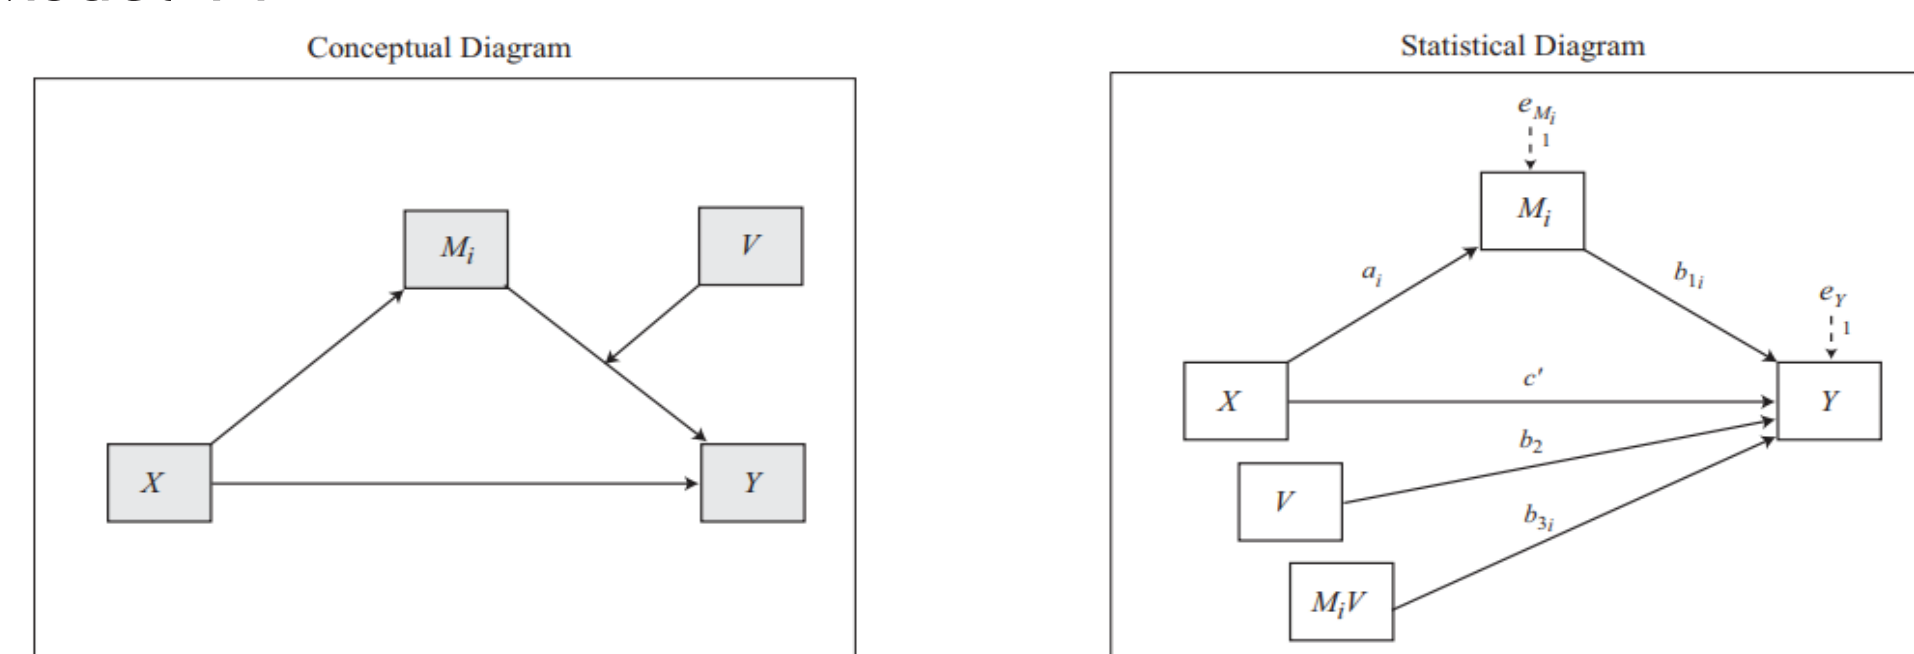 Conceptual Diagram
M_i
V
X
Y
Statistical Diagram
e_{M_i}
1
M_i
a_i
b_{1i}
e_Y
1
X
c′
Y
b_2
V
b_{3i}
M_iV